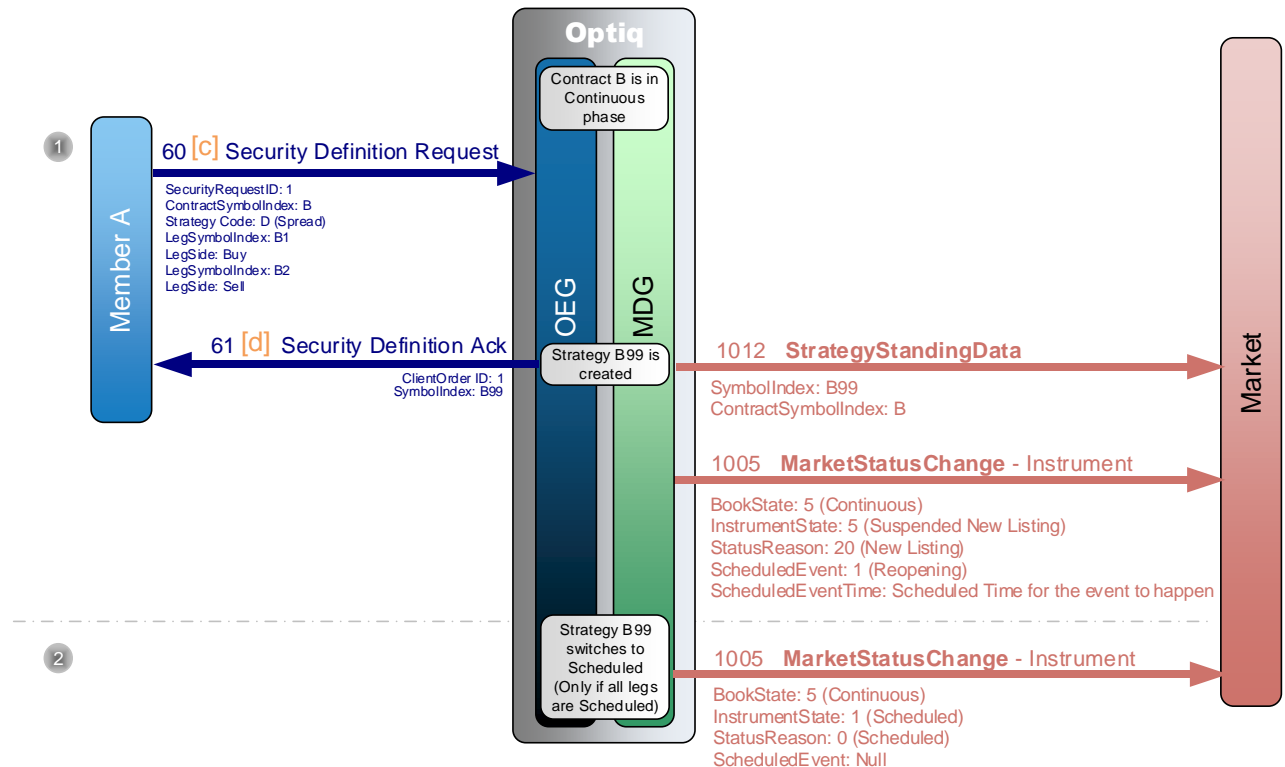 Optiq
Contract B is in
Continuous
phase
1
60 [c] Security Definition Request
SecurityRequestID: 1
ContractSymbolIndex: B
Strategy Code: D (Spread)
LegSymbolIndex: B1
LegSide: Buy
LegSymbolIndex: B2
LegSide: Sell
Member A
OEG
MDG
Market
61 [d] Security Definition Ack
ClientOrder ID: 1
SymbolIndex: B99
Strategy B99 is
created
1012 StrategyStandingData
SymbolIndex: B99
ContractSymbolIndex: B
1005 MarketStatusChange - Instrument
BookState: 5 (Continuous)
InstrumentState: 5 (Suspended New Listing)
StatusReason: 20 (New Listing)
ScheduledEvent: 1 (Reopening)
ScheduledEventTime: Scheduled Time for the event to happen
2
Strategy B99
switches to
Scheduled
(Only if all legs
are Scheduled)
1005 MarketStatusChange - Instrument
BookState: 5 (Continuous)
InstrumentState: 1 (Scheduled)
StatusReason: 0 (Scheduled)
ScheduledEvent: Null